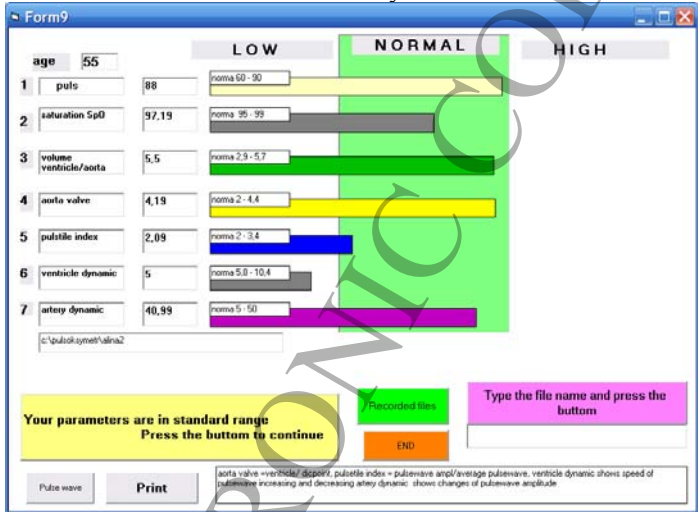 Form9
LOW NORMAL HIGH
age 55
1 puls 88 norma 60 - 90
2 saturation Sp0 97,19 norma 95 - 99
3 volume ventricle/aorta 5,5 norma 2,9 - 5,7
4 aorta valve 4,19 norma 2 - 4,4
5 pulstile index 2,09 norma 2 - 3,4
6 ventricle dynamic 5 norma 5,0 - 10,4
7 artery dynamic 40,99 norma 5 - 50
c:\pulsoksymetr\alina2
Your parameters are in standard range
Press the buttom to continue
Recorded files
END
Type the file name and press the
buttom
Pulse wave
Print
aorta valve =ventricle/ dicpoint, pulsetile index = pulsewave ampl/average pulsewave, ventricle dynamic shows speed of
pulsewave increasing and decreasing artery dynamic shows changes of pulsewave amplitude